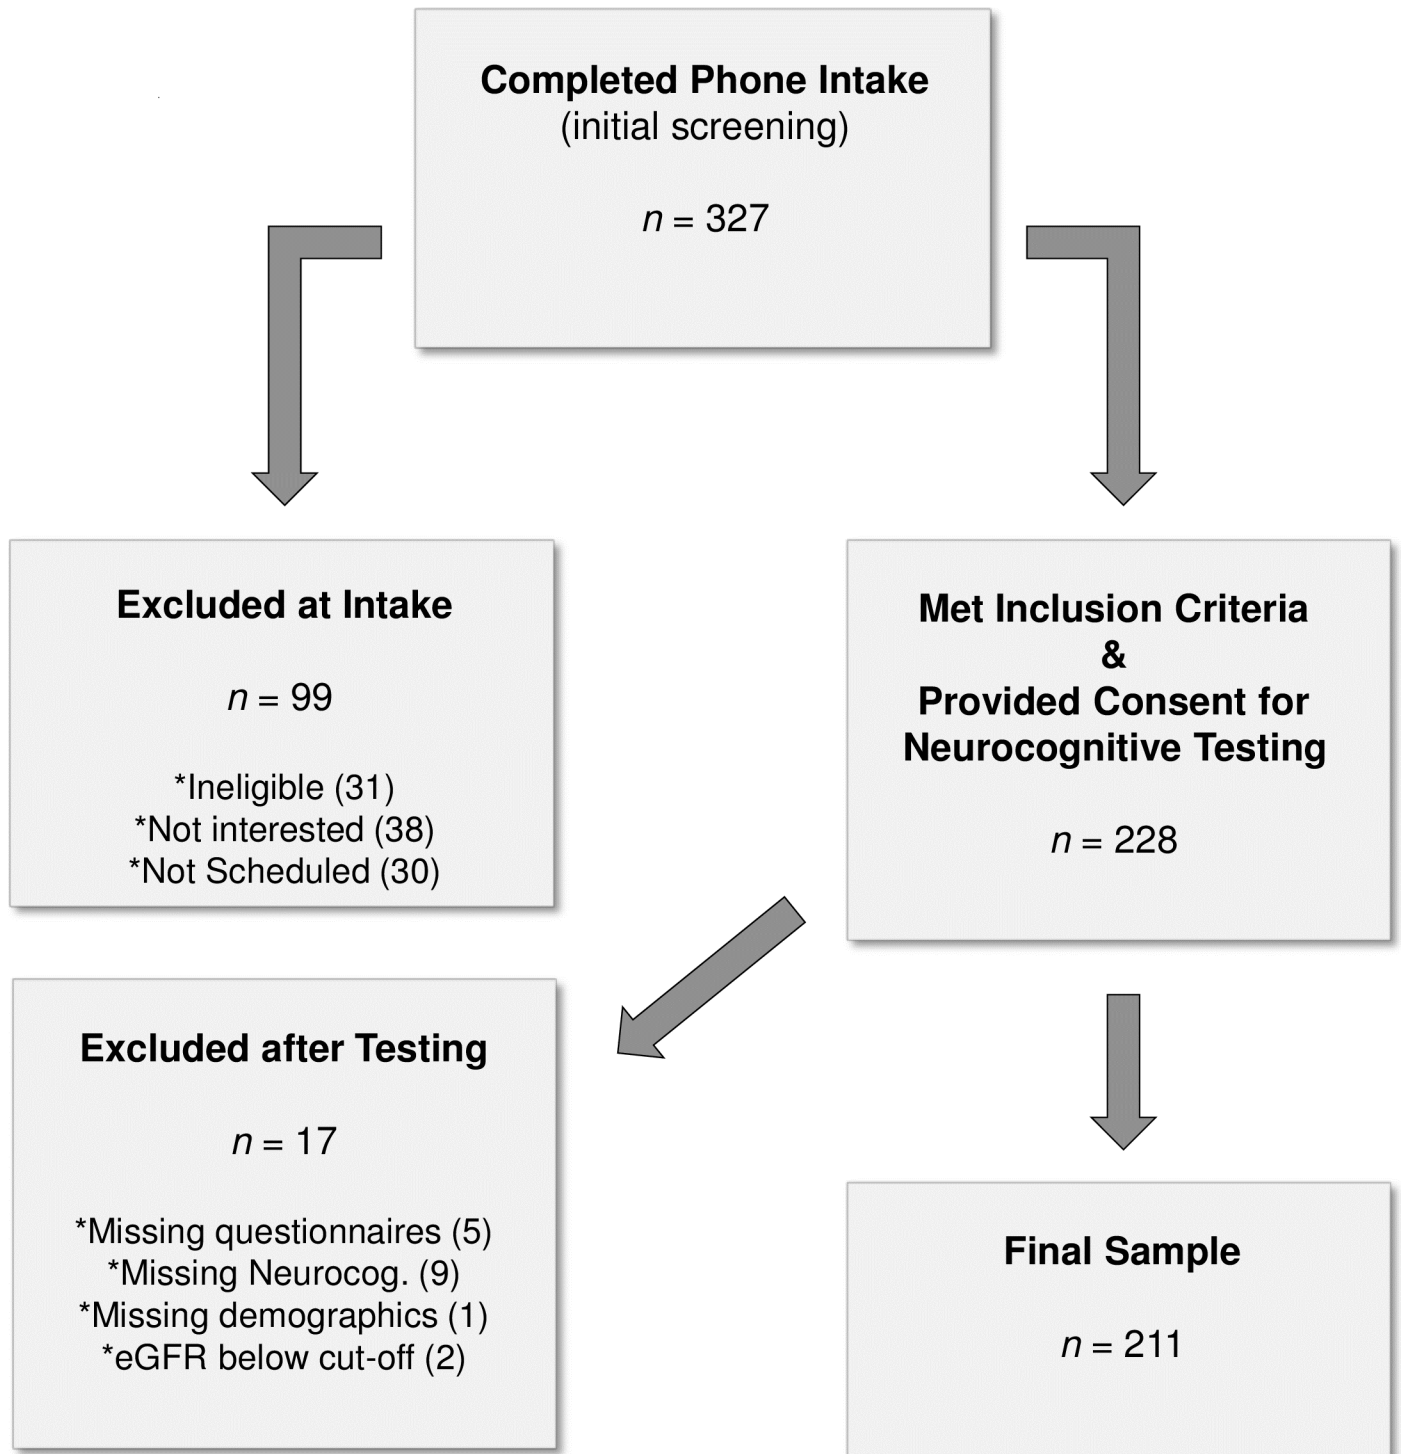 Completed Phone Intake
(initial screening)
n = 327
Excluded at Intake
n = 99
*Ineligible (31)
*Not interested (38)
*Not Scheduled (30)
Met Inclusion Criteria
&
Provided Consent for
Neurocognitive Testing
n = 228
Excluded after Testing
n = 17
*Missing questionnaires (5)
*Missing Neurocog. (9)
*Missing demographics (1)
*eGFR below cut-off (2)
Final Sample
n = 211